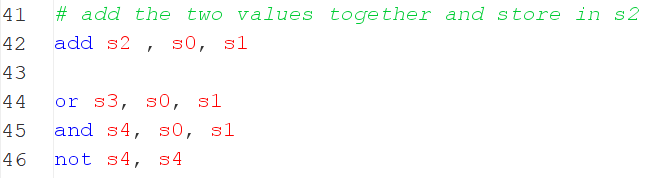 41 # add the two values together and store in s2
42 add s2 , s0, s1
43
44 or s3, s0, s1
45 and s4, s0, s1
46 not s4, s4